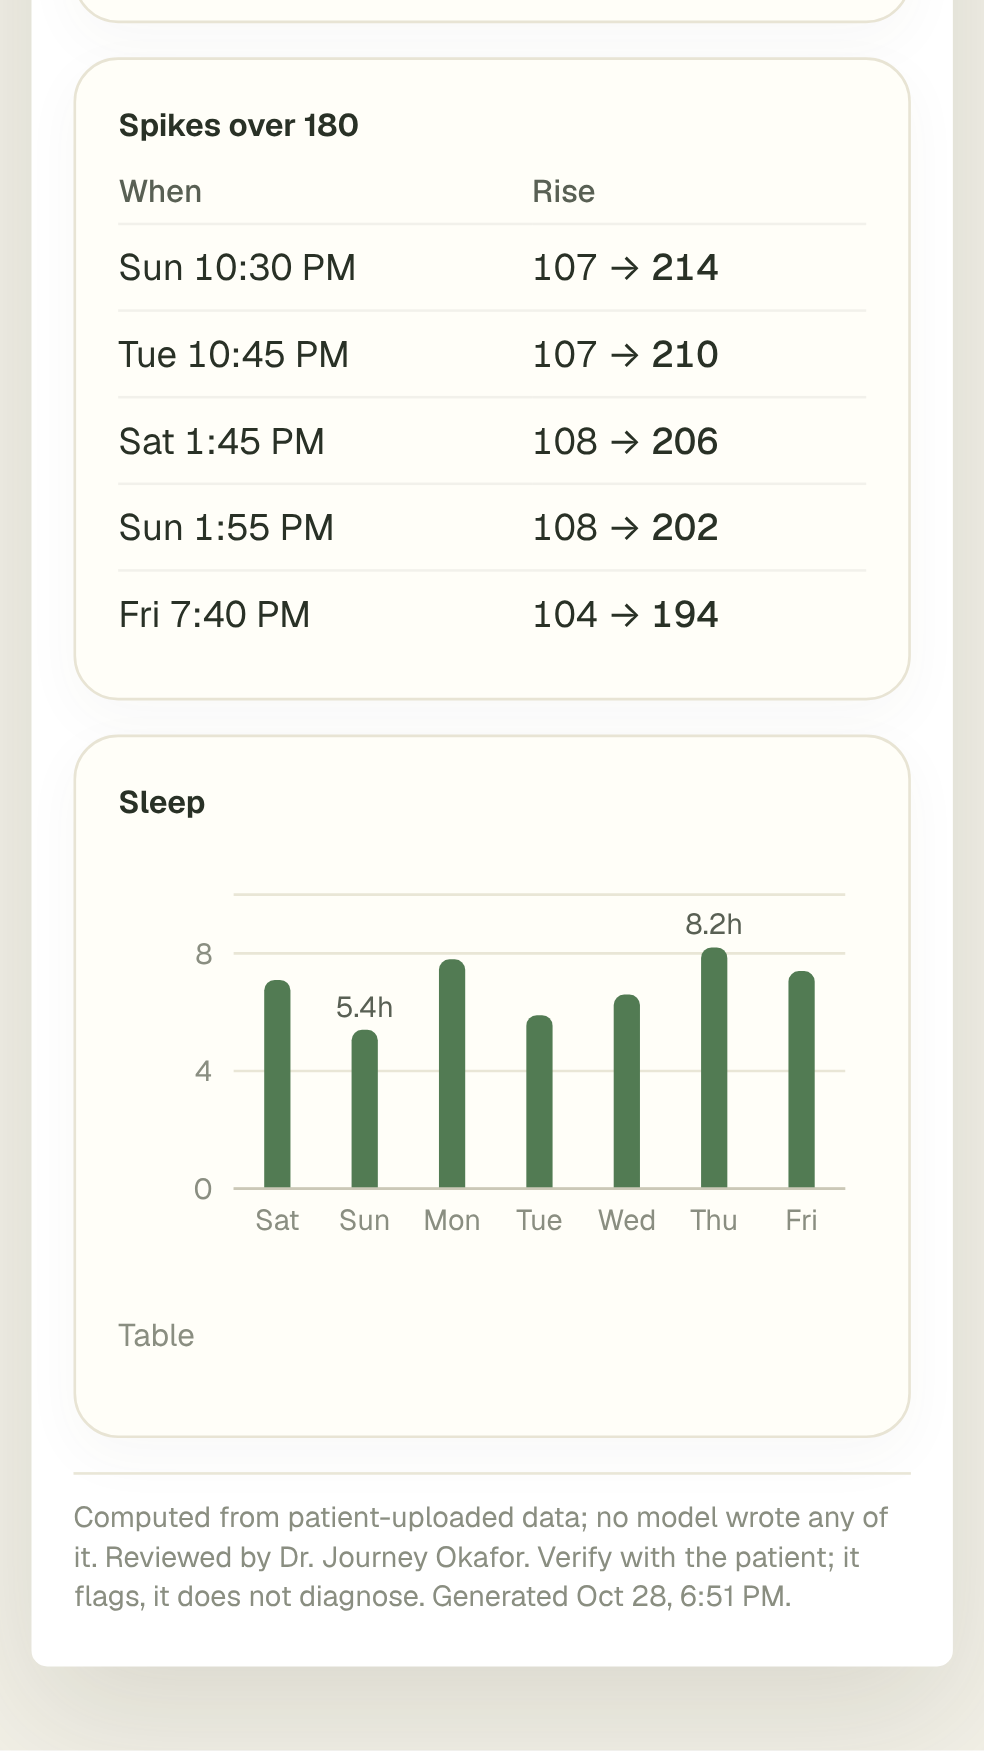 Spikes over 180
When Rise
Sun 10:30 PM 107 → 214
Tue 10:45 PM 107 → 210
Sat 1:45 PM 108 → 206
Sun 1:55 PM 108 → 202
Fri 7:40 PM 104 → 194
Sleep
8.2h
8
5.4h
4
0
Sat Sun Mon Tue Wed Thu Fri
Table
Computed from patient-uploaded data; no model wrote any of
it. Reviewed by Dr. Journey Okafor. Verify with the patient; it
flags, it does not diagnose. Generated Oct 28, 6:51 PM.